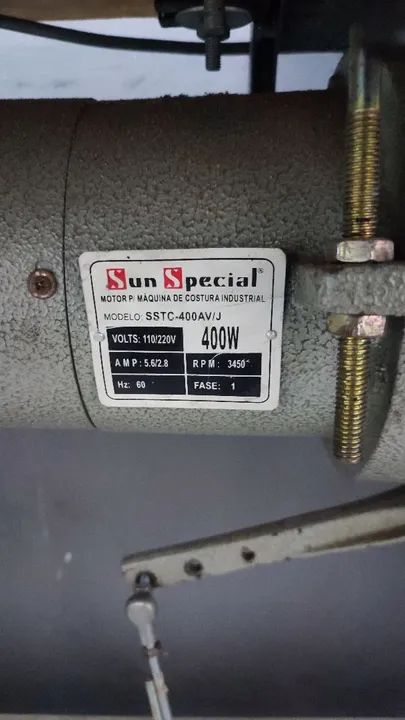 Sun Special®
MOTOR P/ MÁQUINA DE COSTURA INDUSTRIAL
MODELO: SSTC-400AV/J
VOLTS: 110/220V 400W
AMP: 5.6/2.8 RPM: 3450
Hz: 60 FASE: 1